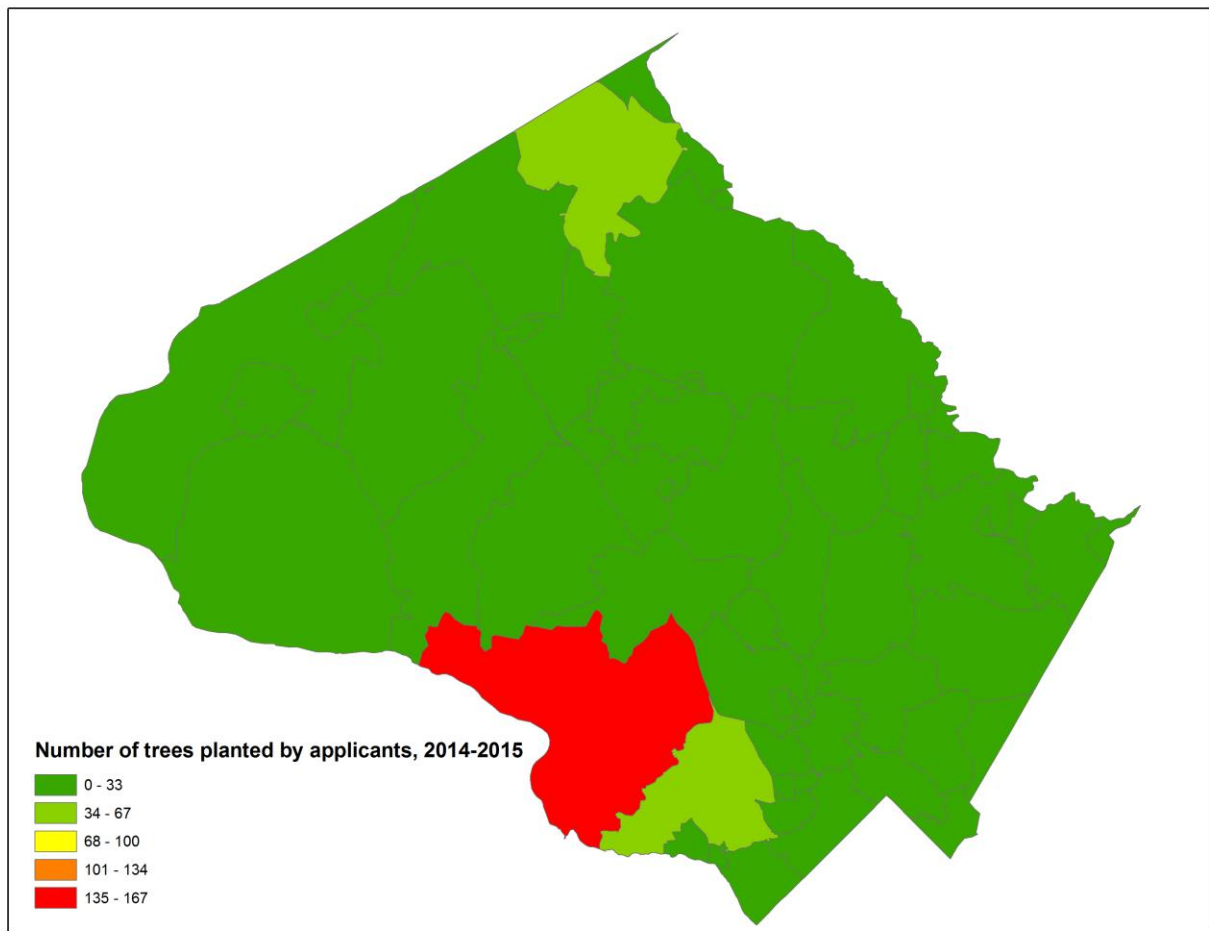 Number of trees planted by applicants, 2014-2015
0 - 33
34 - 67
68 - 100
101 - 134
135 - 167